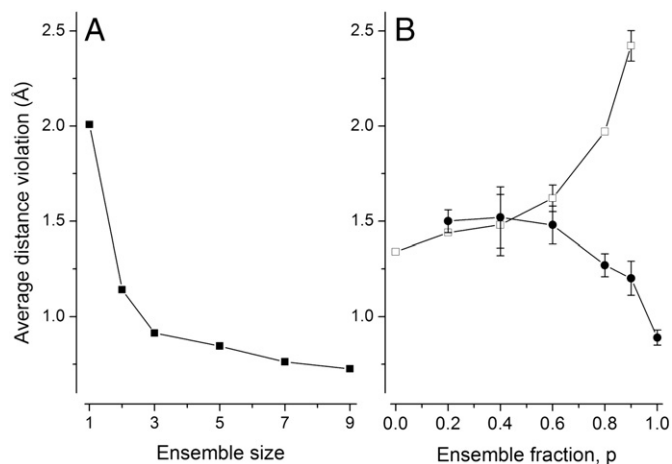 A
B
Average distance violation (Å)
2.5
2.0
1.5
1.0
1 3 5 7 9
Ensemble size
2.5
2.0
1.5
1.0
0.0 0.2 0.4 0.6 0.8 1.0
Ensemble fraction, p